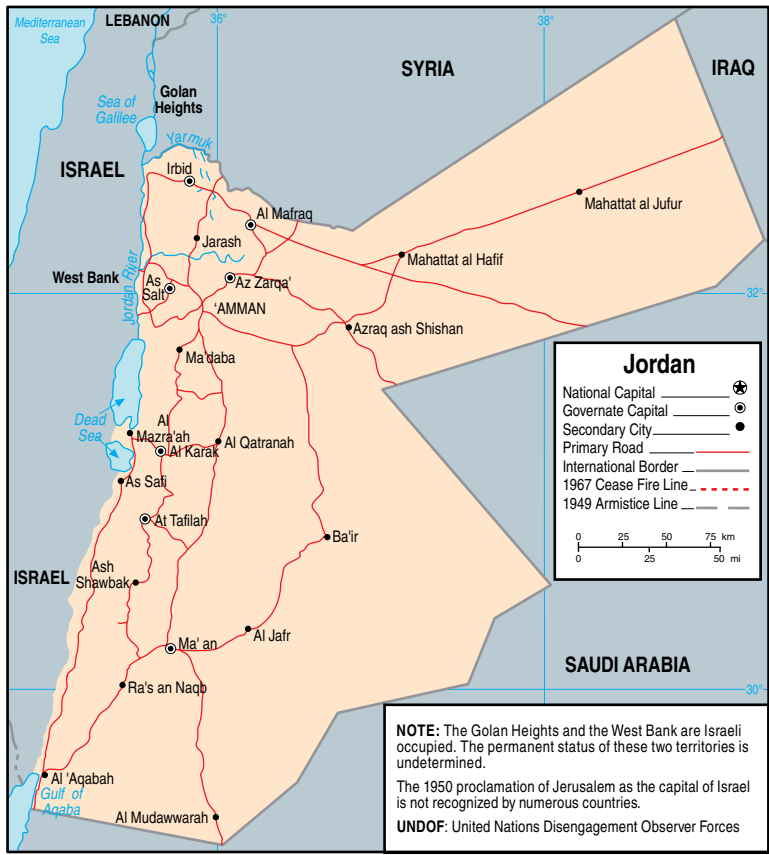 Mediterranean
Sea
LEBANON
36°
38°
SYRIA
IRAQ
Golan
Heights
Sea of
Galilee
Yarmuk
ISRAEL
Irbid
Al Mafraq
Mahattat al Jufur
Jarash
Mahattat al Hafif
West Bank
Jordan River
As
Salt
Az Zarqa'
32°
'AMMAN
Azraq ash Shishan
Ma'daba
Dead
Sea
Al
Mazra'ah
Al Qatranah
Al Karak
As Safi
At Tafilah
Ba'ir
ISRAEL
Ash
Shawbak
Al Jafr
Ma' an
Ra's an Naqb
SAUDI ARABIA
30°
Al 'Aqabah
Gulf of
Aqaba
Al Mudawwarah
Jordan
National Capital
Governate Capital
Secondary City
Primary Road
International Border
1967 Cease Fire Line
1949 Armistice Line
0 25 50 75 km
0 25 50 mi
NOTE: The Golan Heights and the West Bank are Israeli
occupied. The permanent status of these two territories is
undetermined.
The 1950 proclamation of Jerusalem as the capital of Israel
is not recognized by numerous countries.
UNDOF: United Nations Disengagement Observer Forces